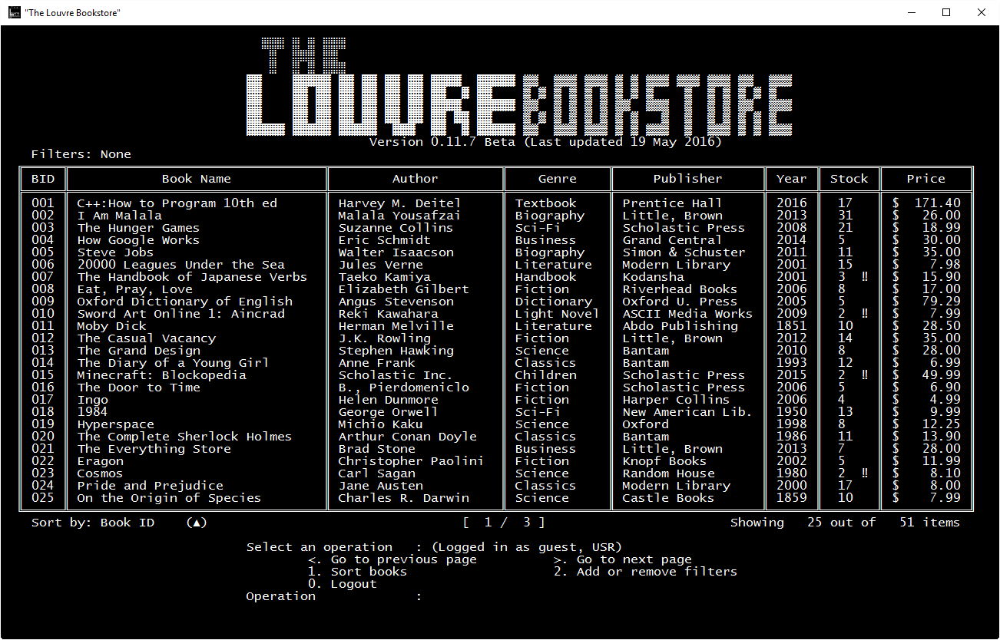 "The Louvre Bookstore"
THE
LOUVRE BOOKSTORE
Version 0.11.7 Beta (Last updated 19 May 2016)
Filters: None
BID Book Name Author Genre Publisher Year Stock Price
001 C++:How to Program 10th ed Harvey M. Deitel Textbook Prentice Hall 2016 17 $ 171.40
002 I Am Malala Malala Yousafzai Biography Little, Brown 2013 31 $ 26.00
003 The Hunger Games Suzanne Collins Sci-Fi Scholastic Press 2008 21 $ 18.99
004 How Google Works Eric Schmidt Business Grand Central 2014 5 $ 30.00
005 Steve Jobs Walter Isaacson Biography Simon & Schuster 2011 11 $ 35.00
006 20000 Leagues Under the Sea Jules Verne Literature Modern Library 2001 15 $ 7.98
007 The Handbook of Japanese Verbs Taeko Kamiya Handbook Kodansha 2001 3 ‼ $ 15.90
008 Eat, Pray, Love Elizabeth Gilbert Fiction Riverhead Books 2006 8 $ 17.00
009 Oxford Dictionary of English Angus Stevenson Dictionary Oxford U. Press 2005 5 $ 79.29
010 Sword Art Online 1: Aincrad Reki Kawahara Light Novel ASCII Media Works 2009 2 ‼ $ 7.99
011 Moby Dick Herman Melville Literature Abdo Publishing 1851 10 $ 28.50
012 The Casual Vacancy J.K. Rowling Fiction Little, Brown 2012 14 $ 35.00
013 The Grand Design Stephen Hawking Science Bantam 2010 8 $ 28.00
014 The Diary of a Young Girl Anne Frank Classics Bantam 1993 12 $ 6.99
015 Minecraft: Blockopedia Scholastic Inc. Children Scholastic Press 2015 2 ‼ $ 49.99
016 The Door to Time B., Pierdomeniclo Fiction Scholastic Press 2006 5 $ 6.90
017 Ingo Helen Dunmore Fiction Harper Collins 2006 4 $ 4.99
018 1984 George Orwell Sci-Fi New American Lib. 1950 13 $ 9.99
019 Hyperspace Michio Kaku Science Oxford 1998 8 $ 12.25
020 The Complete Sherlock Holmes Arthur Conan Doyle Classics Bantam 1986 11 $ 13.90
021 The Everything Store Brad Stone Business Little, Brown 2013 7 $ 28.00
022 Eragon Christopher Paolini Fiction Knopf Books 2002 5 $ 11.99
023 Cosmos Carl Sagan Science Random House 1980 2 ‼ $ 8.10
024 Pride and Prejudice Jane Austen Classics Modern Library 2000 17 $ 8.00
025 On the Origin of Species Charles R. Darwin Science Castle Books 1859 10 $ 7.99
Sort by: Book ID (▲) [ 1 / 3 ] Showing 25 out of 51 items
Select an operation : (Logged in as guest, USR)
<. Go to previous page >. Go to next page
1. Sort books 2. Add or remove filters
0. Logout
Operation :